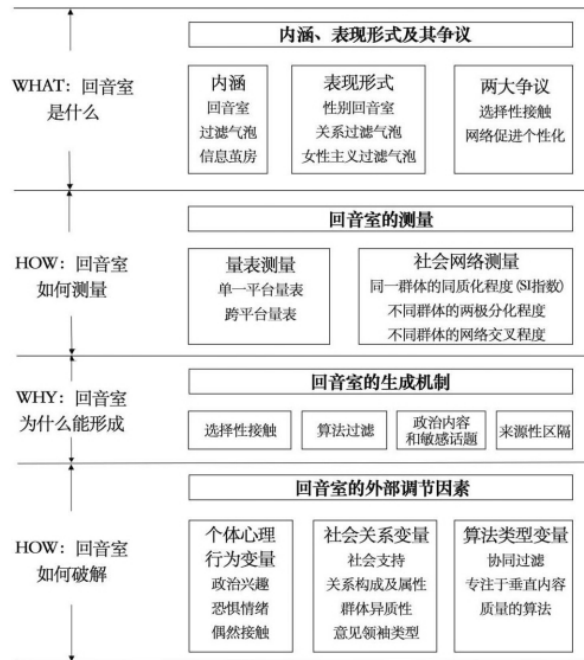 内涵、表现形式及其争议
WHAT：回音室
是什么
内涵
回音室
过滤气泡
信息茧房
表现形式
性别回音室
关系过滤气泡
女性主义过滤气泡
两大争议
选择性接触
网络促进个性化
回音室的测量
HOW：回音室
如何测量
量表测量
单一平台量表
跨平台量表
社会网络测量
同一群体的同质化程度(SI指数)
不同群体的两极分化程度
不同群体的网络交叉程度
回音室的生成机制
WHY：回音室
为什么能形成
选择性接触
算法过滤
政治内容
和敏感话题
来源性区隔
回音室的外部调节因素
HOW：回音室
如何破解
个体心理
行为变量
政治兴趣
恐惧情绪
偶然接触
社会关系变量
社会支持
关系构成及属性
群体异质性
意见领袖类型
算法类型变量
协同过滤
专注于垂直内容
质量的算法